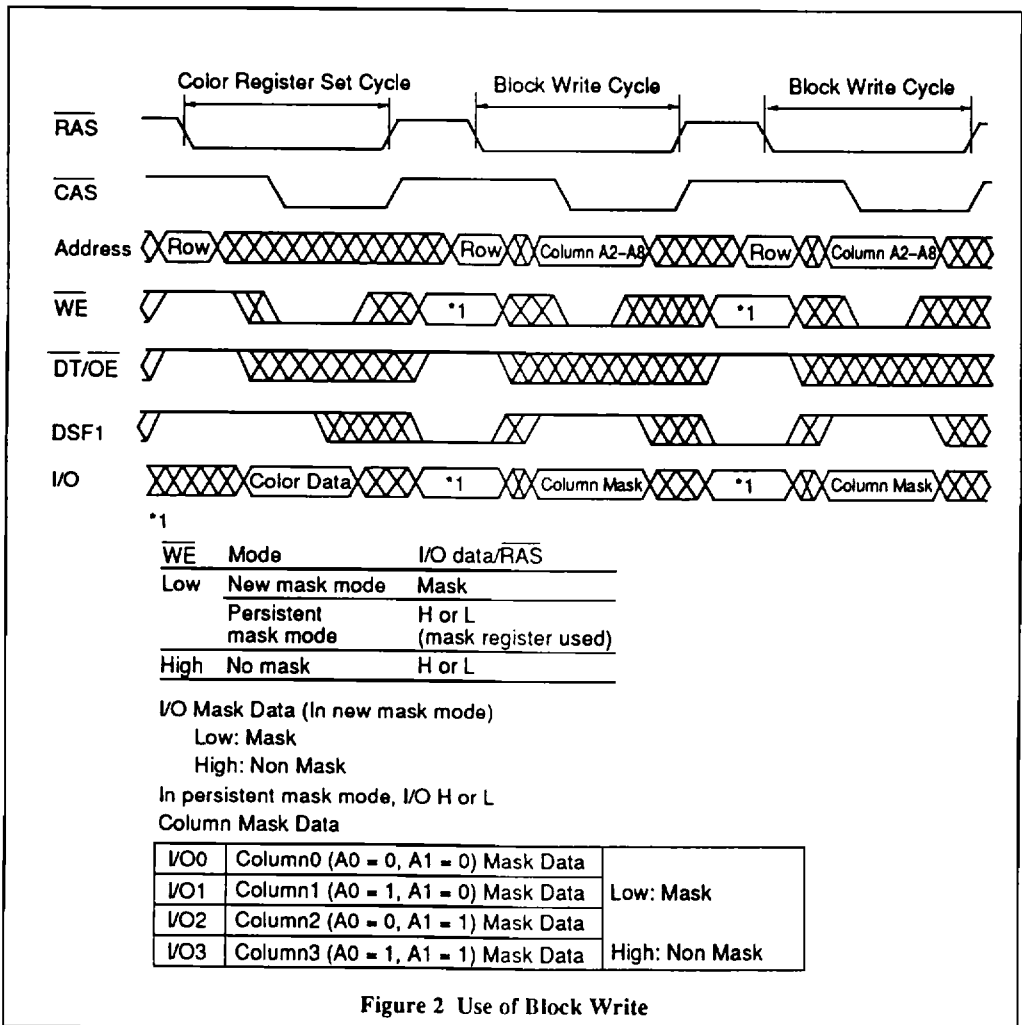 Color Register Set Cycle Block Write Cycle Block Write Cycle
RAS
CAS
Address Row Row Column A2–A8 Row Column A2–A8
WE *1 *1
DT/OE
DSF1
I/O Color Data *1 Column Mask *1 Column Mask
*1
WE Mode I/O data/RAS
Low New mask mode Mask
Persistent H or L
mask mode (mask register used)
High No mask H or L
I/O Mask Data (In new mask mode)
Low: Mask
High: Non Mask
In persistent mask mode, I/O H or L
Column Mask Data
I/O0 Column0 (A0 = 0, A1 = 0) Mask Data
I/O1 Column1 (A0 = 1, A1 = 0) Mask Data Low: Mask
I/O2 Column2 (A0 = 0, A1 = 1) Mask Data
I/O3 Column3 (A0 = 1, A1 = 1) Mask Data High: Non Mask
Figure 2 Use of Block Write